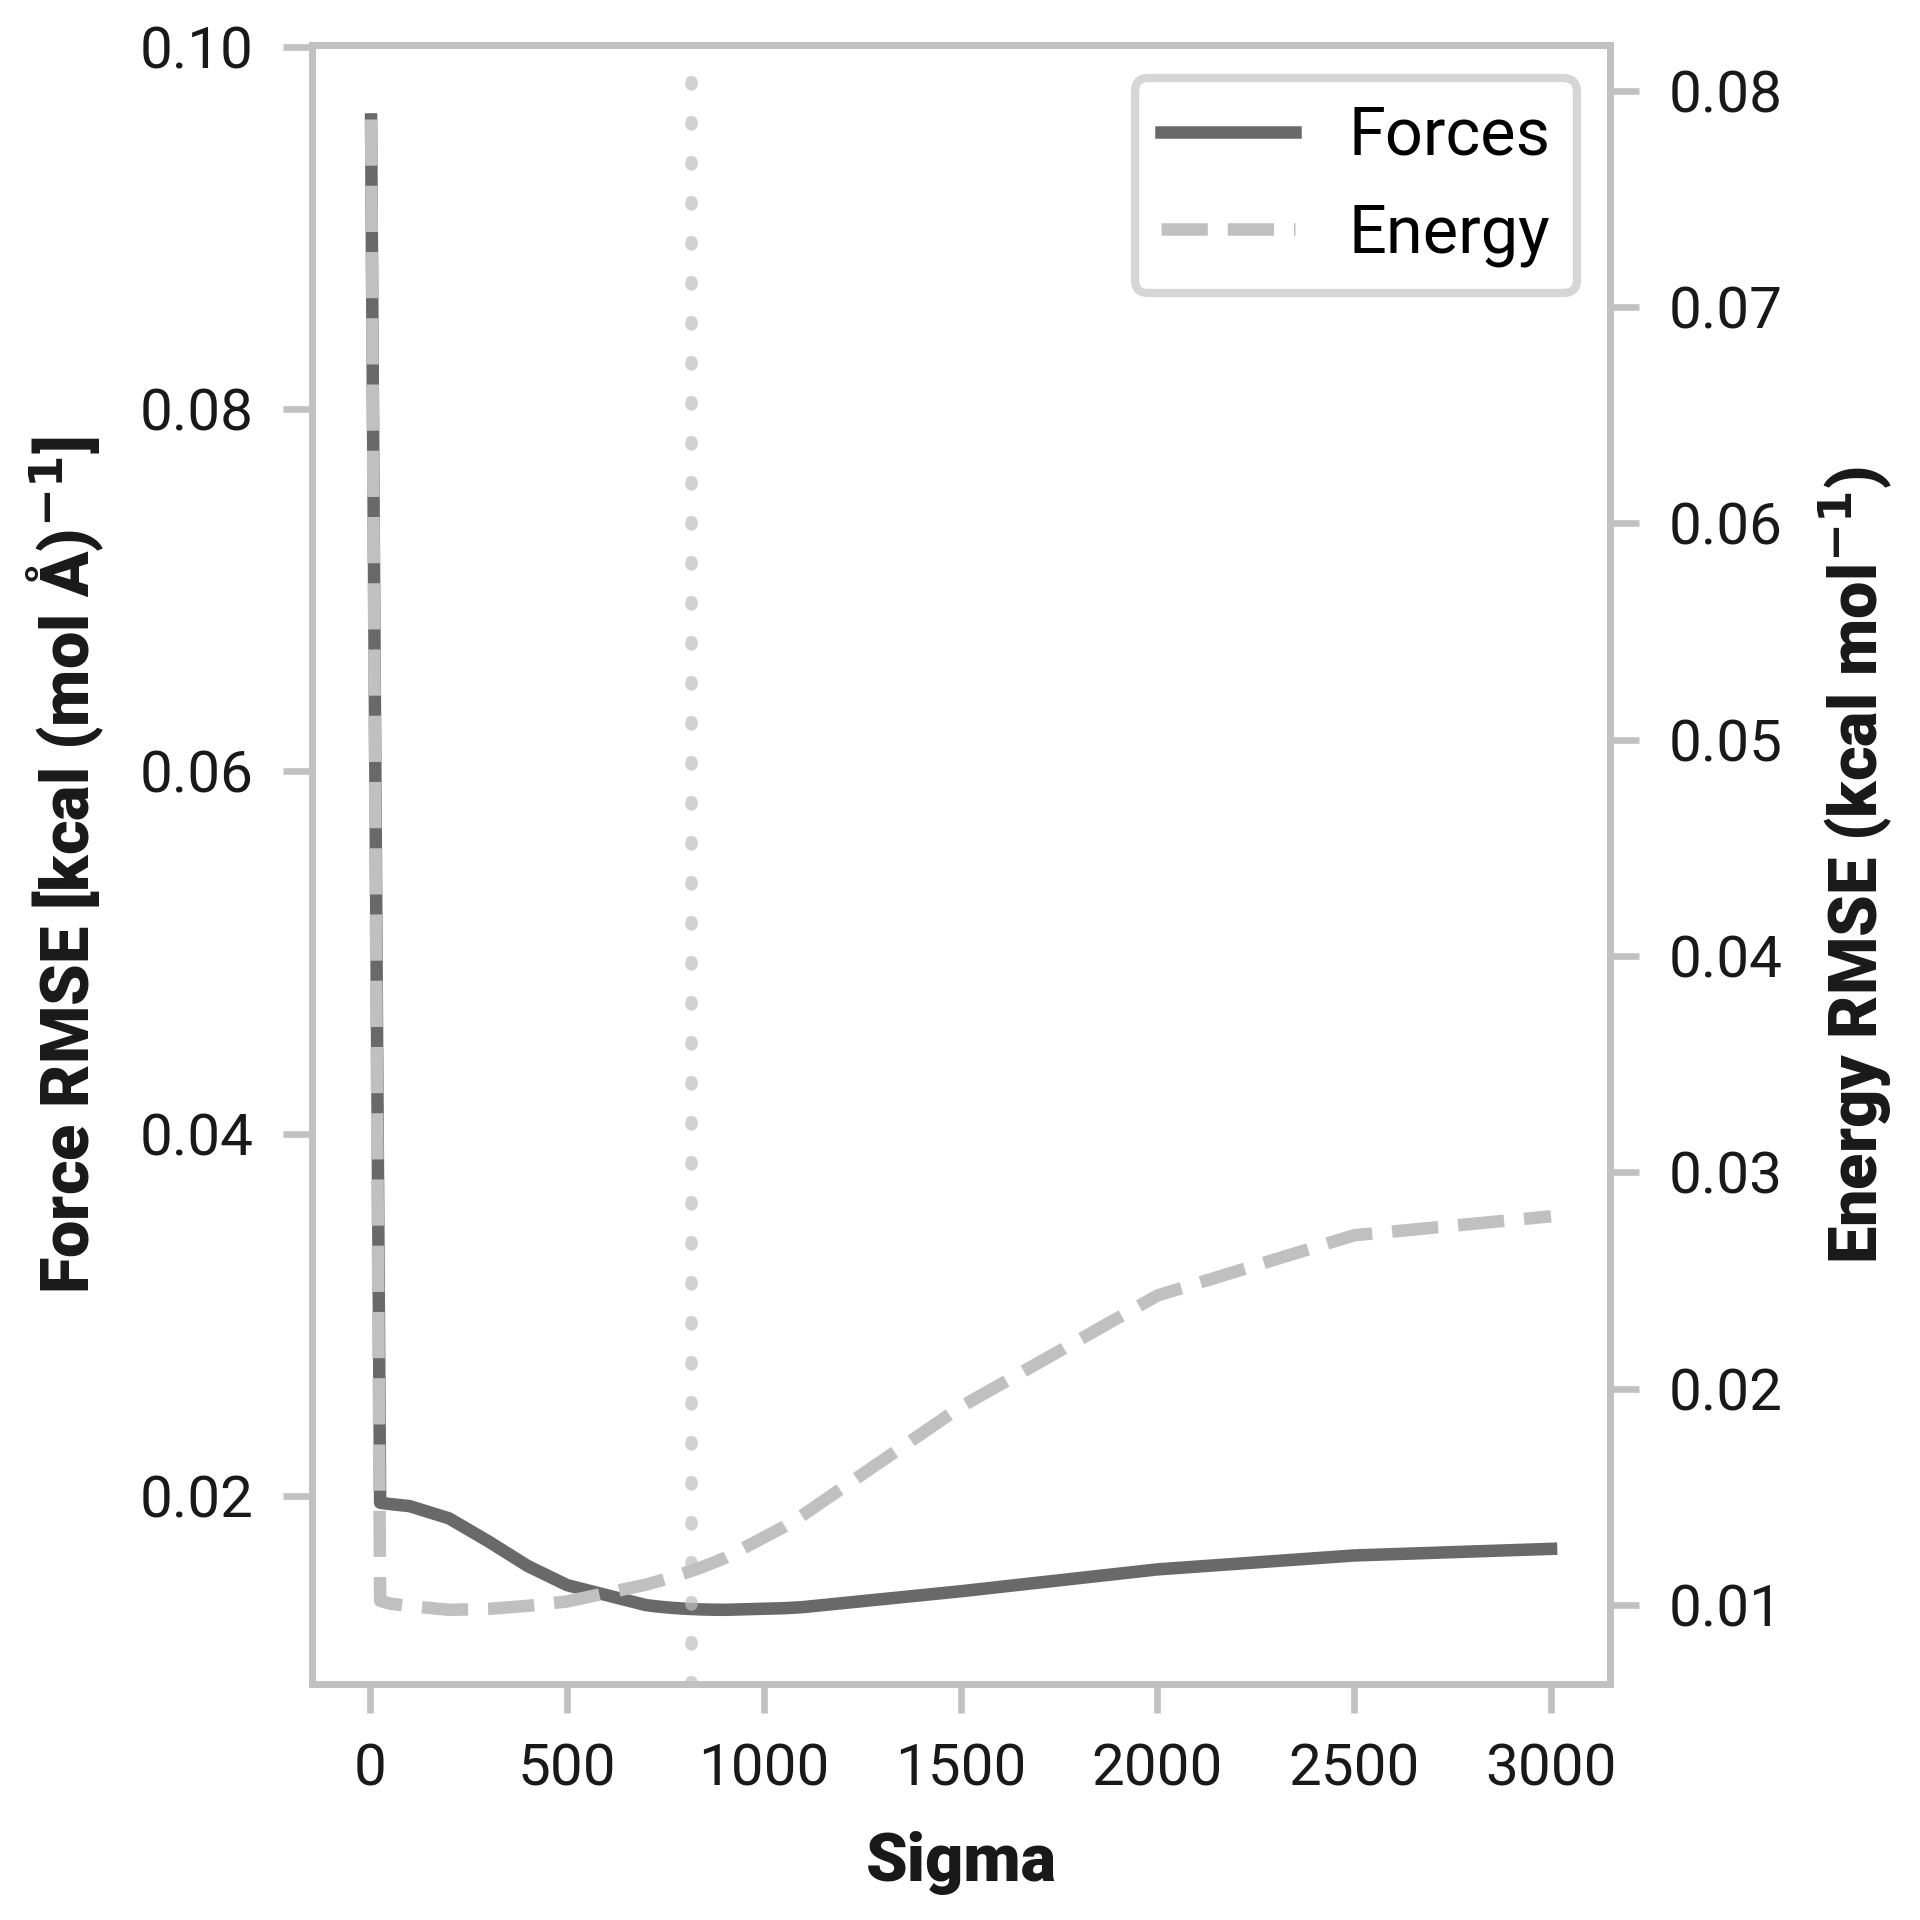 Force RMSE [kcal (mol Å)⁻¹]
0.10
0.08
0.06
0.04
0.02
Forces
Energy
0.08
0.07
0.06
0.05
0.04
0.03
0.02
0.01
Energy RMSE (kcal mol⁻¹)
0 500 1000 1500 2000 2500 3000
Sigma